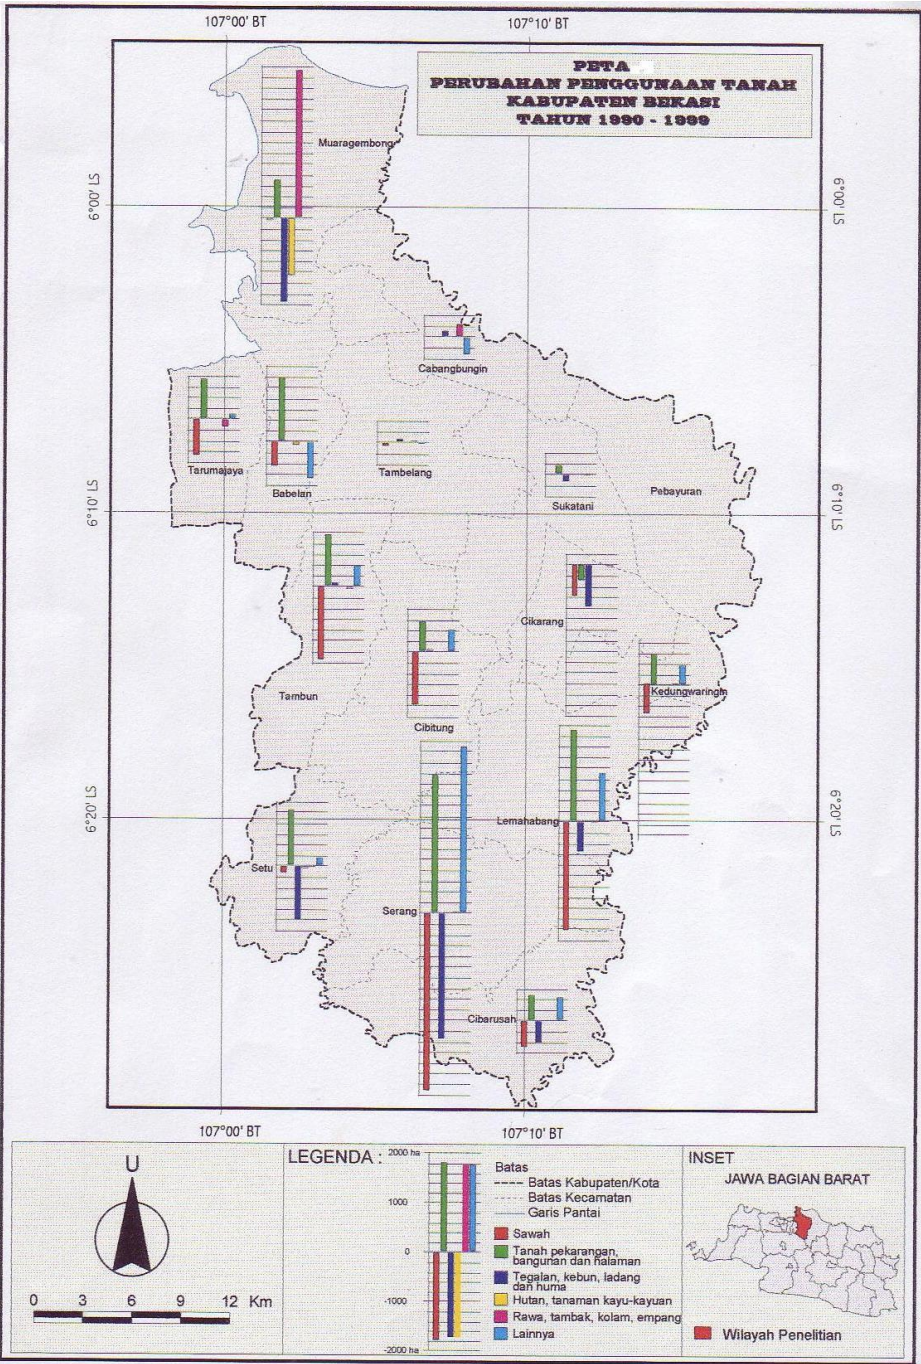 107°00' BT
107°10' BT
PETA
PERUBAHAN PENGGUNAAN TANAH
KABUPATEN BEKASI
TAHUN 1990 - 1999
Muaragembong
6°00' LS
6°00' LS
Cabangbungin
Tarumajaya
Babelan
Tambelang
Sukatani
Pebayuran
6°10' LS
6°10' LS
Cikarang
Kedungwaringin
Tambun
Cibitung
Lemahabang
6°20' LS
6°20' LS
Setu
Serang
Cibarusah
107°00' BT
107°10' BT
U
0 3 6 9 12 Km
LEGENDA :
2000 ha
1000
0
-1000
-2000 ha
Batas
Batas Kabupaten/Kota
Batas Kecamatan
Garis Pantai
Sawah
Tanah pekarangan,
bangunan dan halaman
Tegalan, kebun, ladang
dan huma
Hutan, tanaman kayu-kayuan
Rawa, tambak, kolam, empang
Lainnya
INSET
JAWA BAGIAN BARAT
Wilayah Penelitian